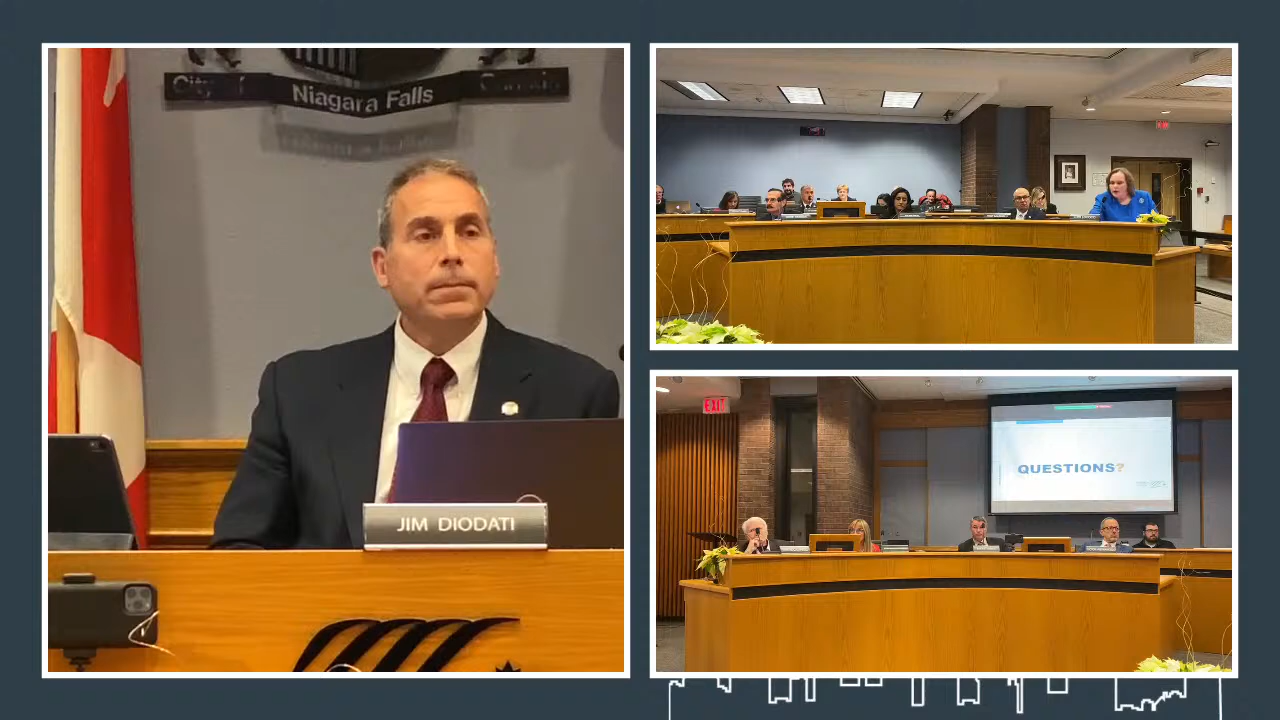 City of
Niagara Falls
Canada
JIM DIODATI
EXIT
QUESTIONS?